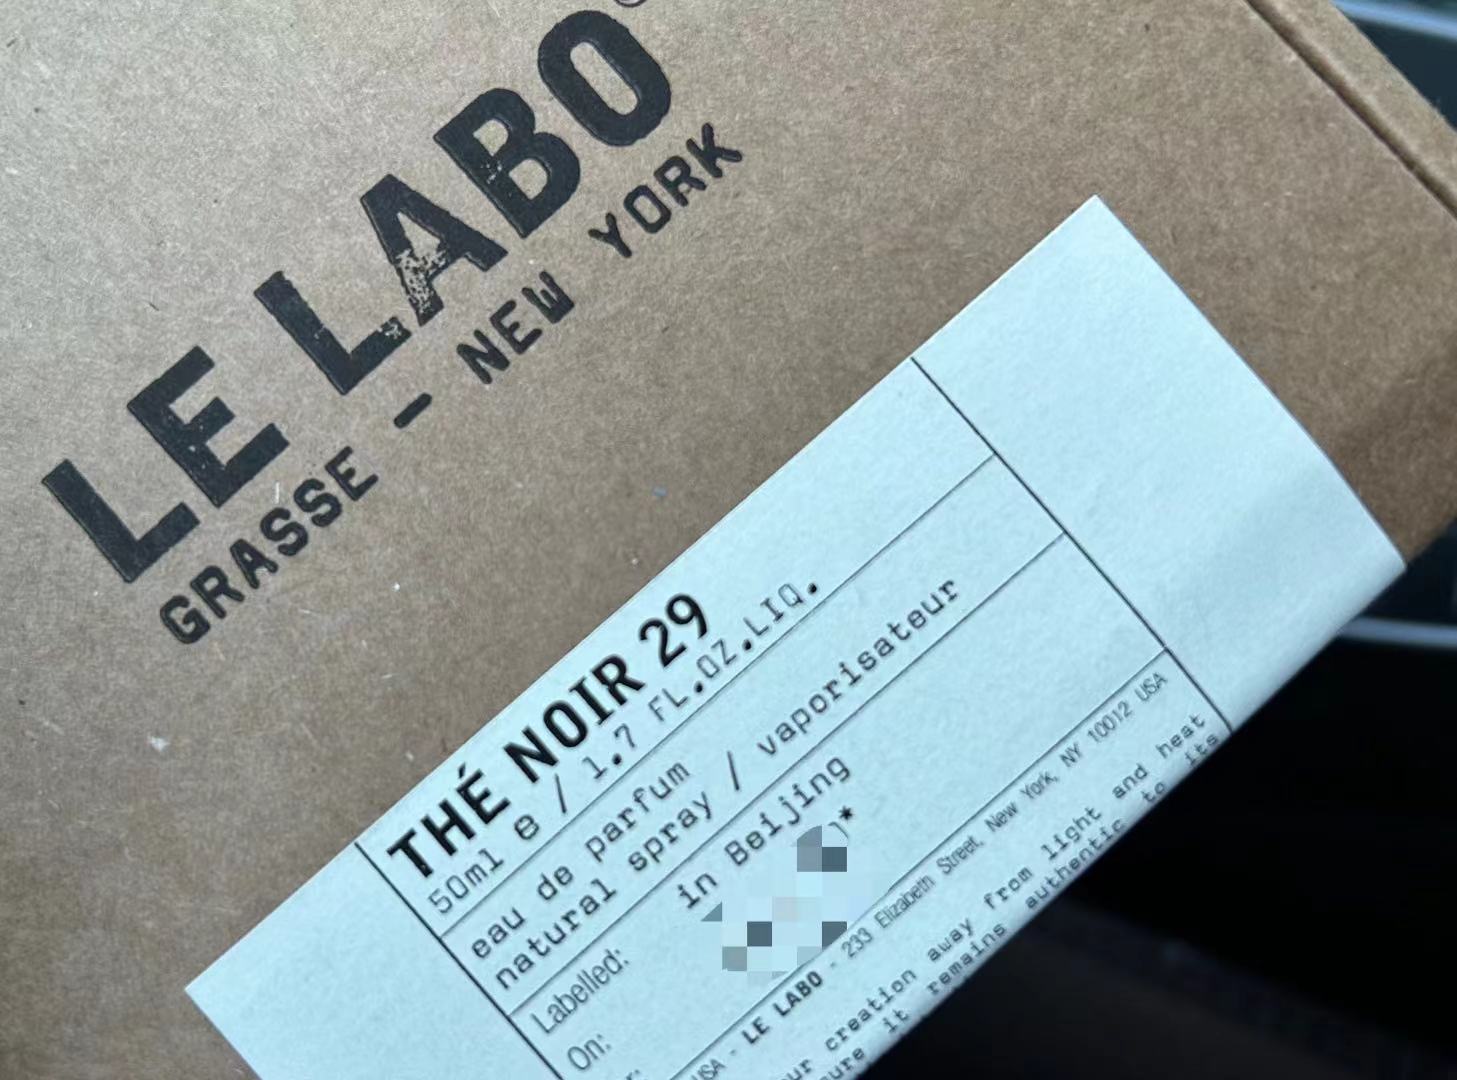 LE LABO
GRASSE — NEW YORK
THÉ NOIR 29
50ml e / 1.7 FL.OZ.LIQ.
eau de parfum
natural spray / vaporisateur
Labelled: in Beijing
On: *
USA - LE LABO - 233 Elizabeth Street, New York, NY 10012 USA
creation away from light and heat
it remains authentic to its